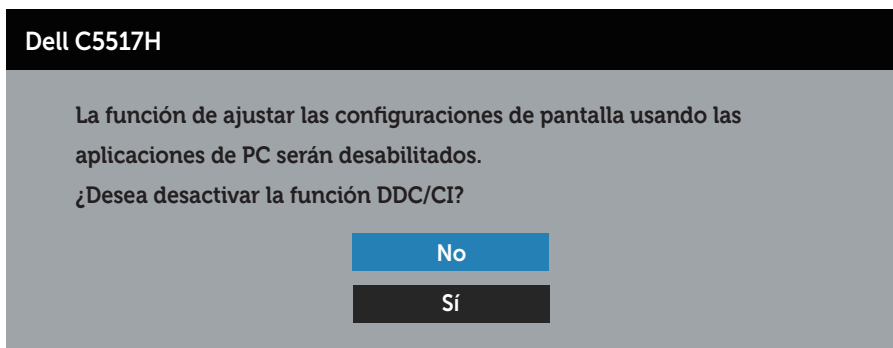 Dell C5517H
La función de ajustar las configuraciones de pantalla usando las
aplicaciones de PC serán desabilitados.
¿Desea desactivar la función DDC/CI?
No
Sí